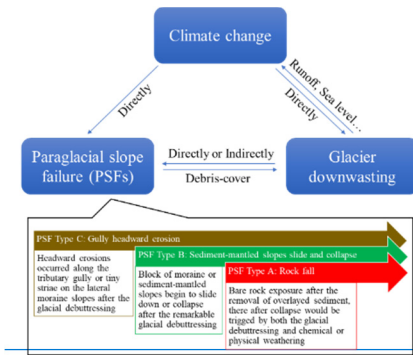 Climate change
Directly
Runoff, Sea level…
Directly
Paraglacial slope
failure (PSFs)
Directly or Indirectly
Debris-cover
Glacier
downwasting
PSF Type C: Gully headward erosion
Headward erosions
occurred along the
tributary gully or tiny
striae on the lateral
moraine slopes after the
glacial debuttressing
PSF Type B: Sediment-mantled slopes slide and collapse
Block of moraine or
sediment-mantled
slopes begin to slide
down or collapse
after the remarkable
glacial debuttressing
PSF Type A: Rock fall
Bare rock exposure after the
removal of overlayed sediment,
there after collapse would be
trigged by both the glacial
debuttressing and chemical or
physical weathering